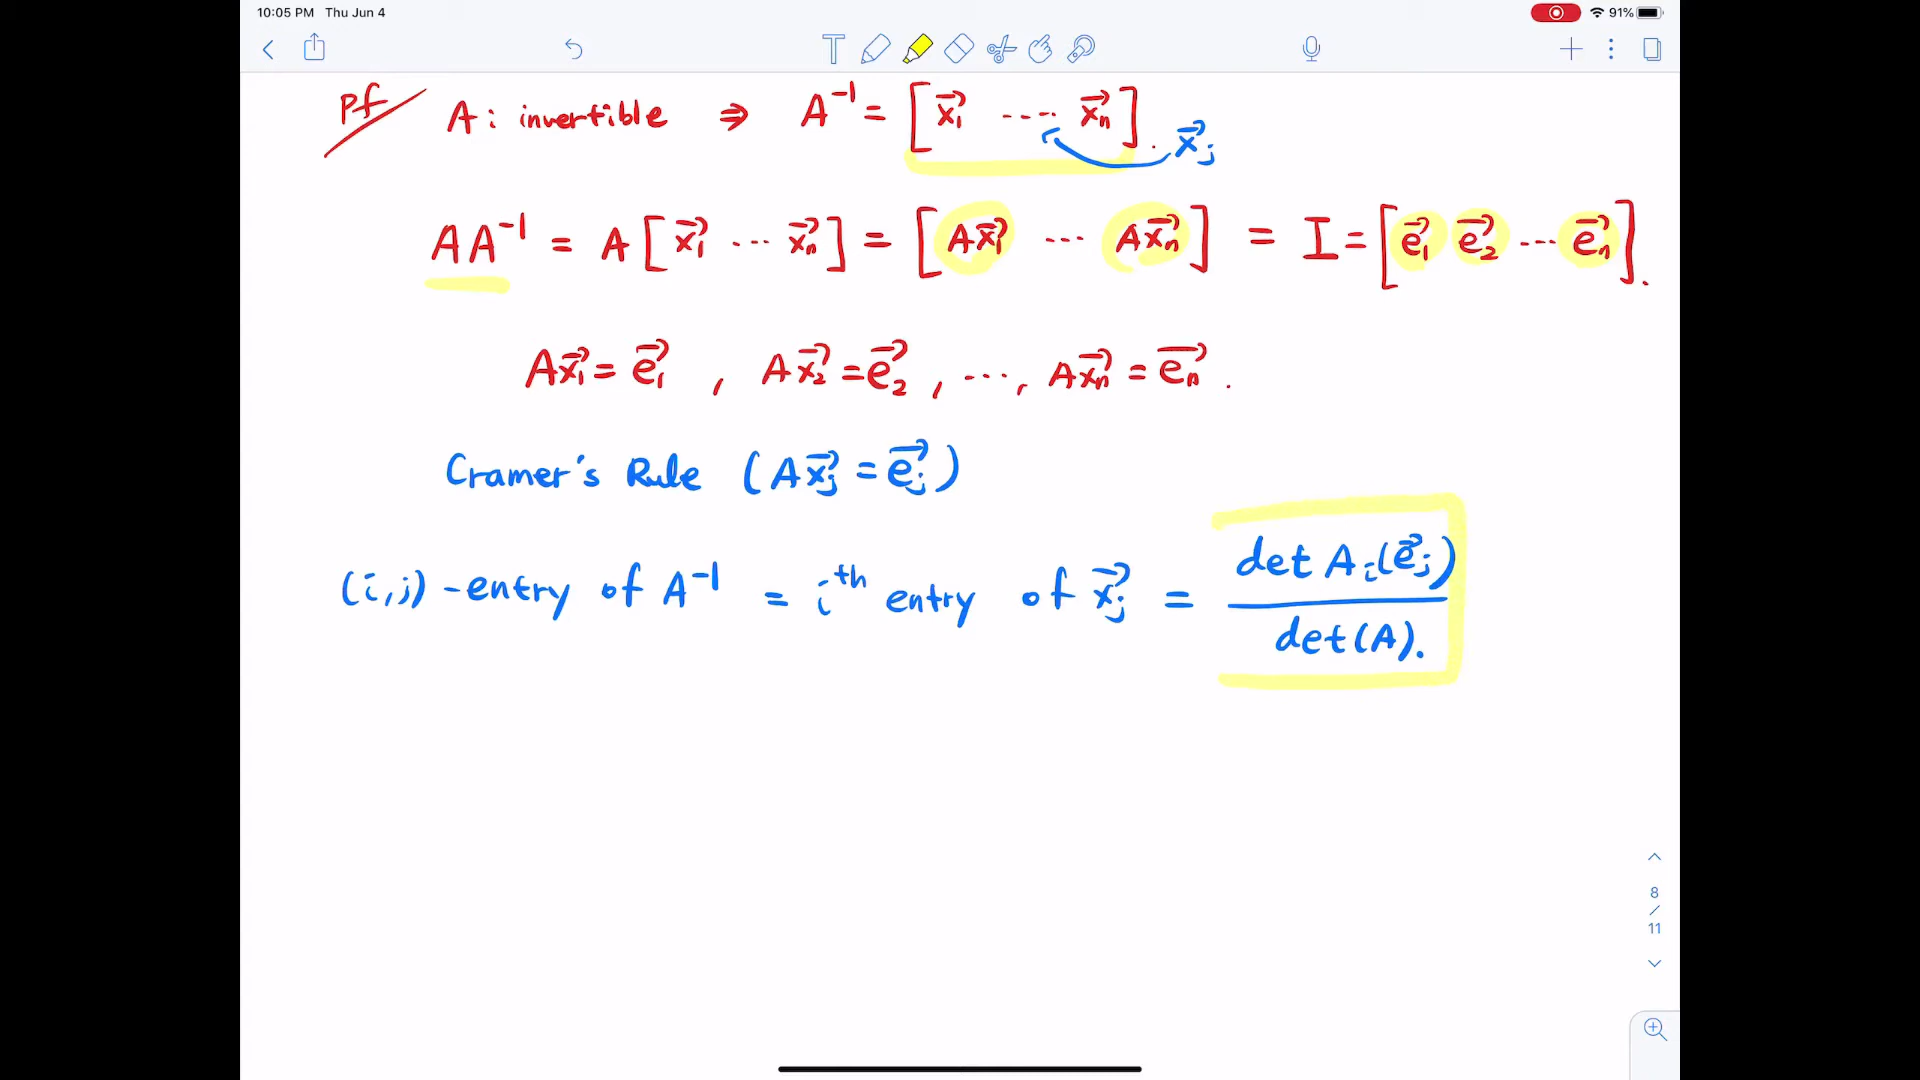 10:05 PM Thu Jun 4
91%
Pf A: invertible ⇒ A⁻¹ = [x⃗₁ ···· x⃗ₙ].
x⃗ⱼ
AA⁻¹ = A[x⃗₁ ··· x⃗ₙ] = [Ax⃗₁ ··· Ax⃗ₙ] = I = [e⃗₁ e⃗₂ ··· e⃗ₙ].
Ax⃗₁ = e⃗₁ , Ax⃗₂ = e⃗₂ , ···, Ax⃗ₙ = e⃗ₙ .
Cramer's Rule (Ax⃗ⱼ = e⃗ⱼ)
(i,j)-entry of A⁻¹ = iᵗʰ entry of x⃗ⱼ = det Aᵢ(e⃗ⱼ) / det(A).
8
/
11